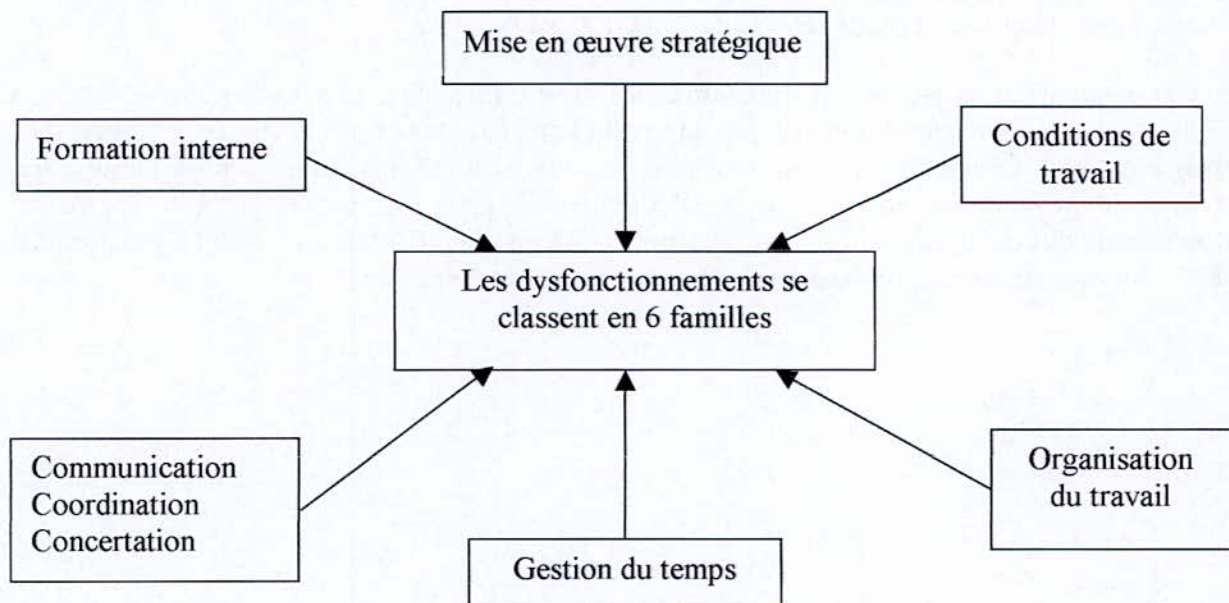 Mise en œuvre stratégique
Formation interne
Conditions de
travail
Les dysfonctionnements se
classent en 6 familles
Communication
Coordination
Concertation
Gestion du temps
Organisation
du travail